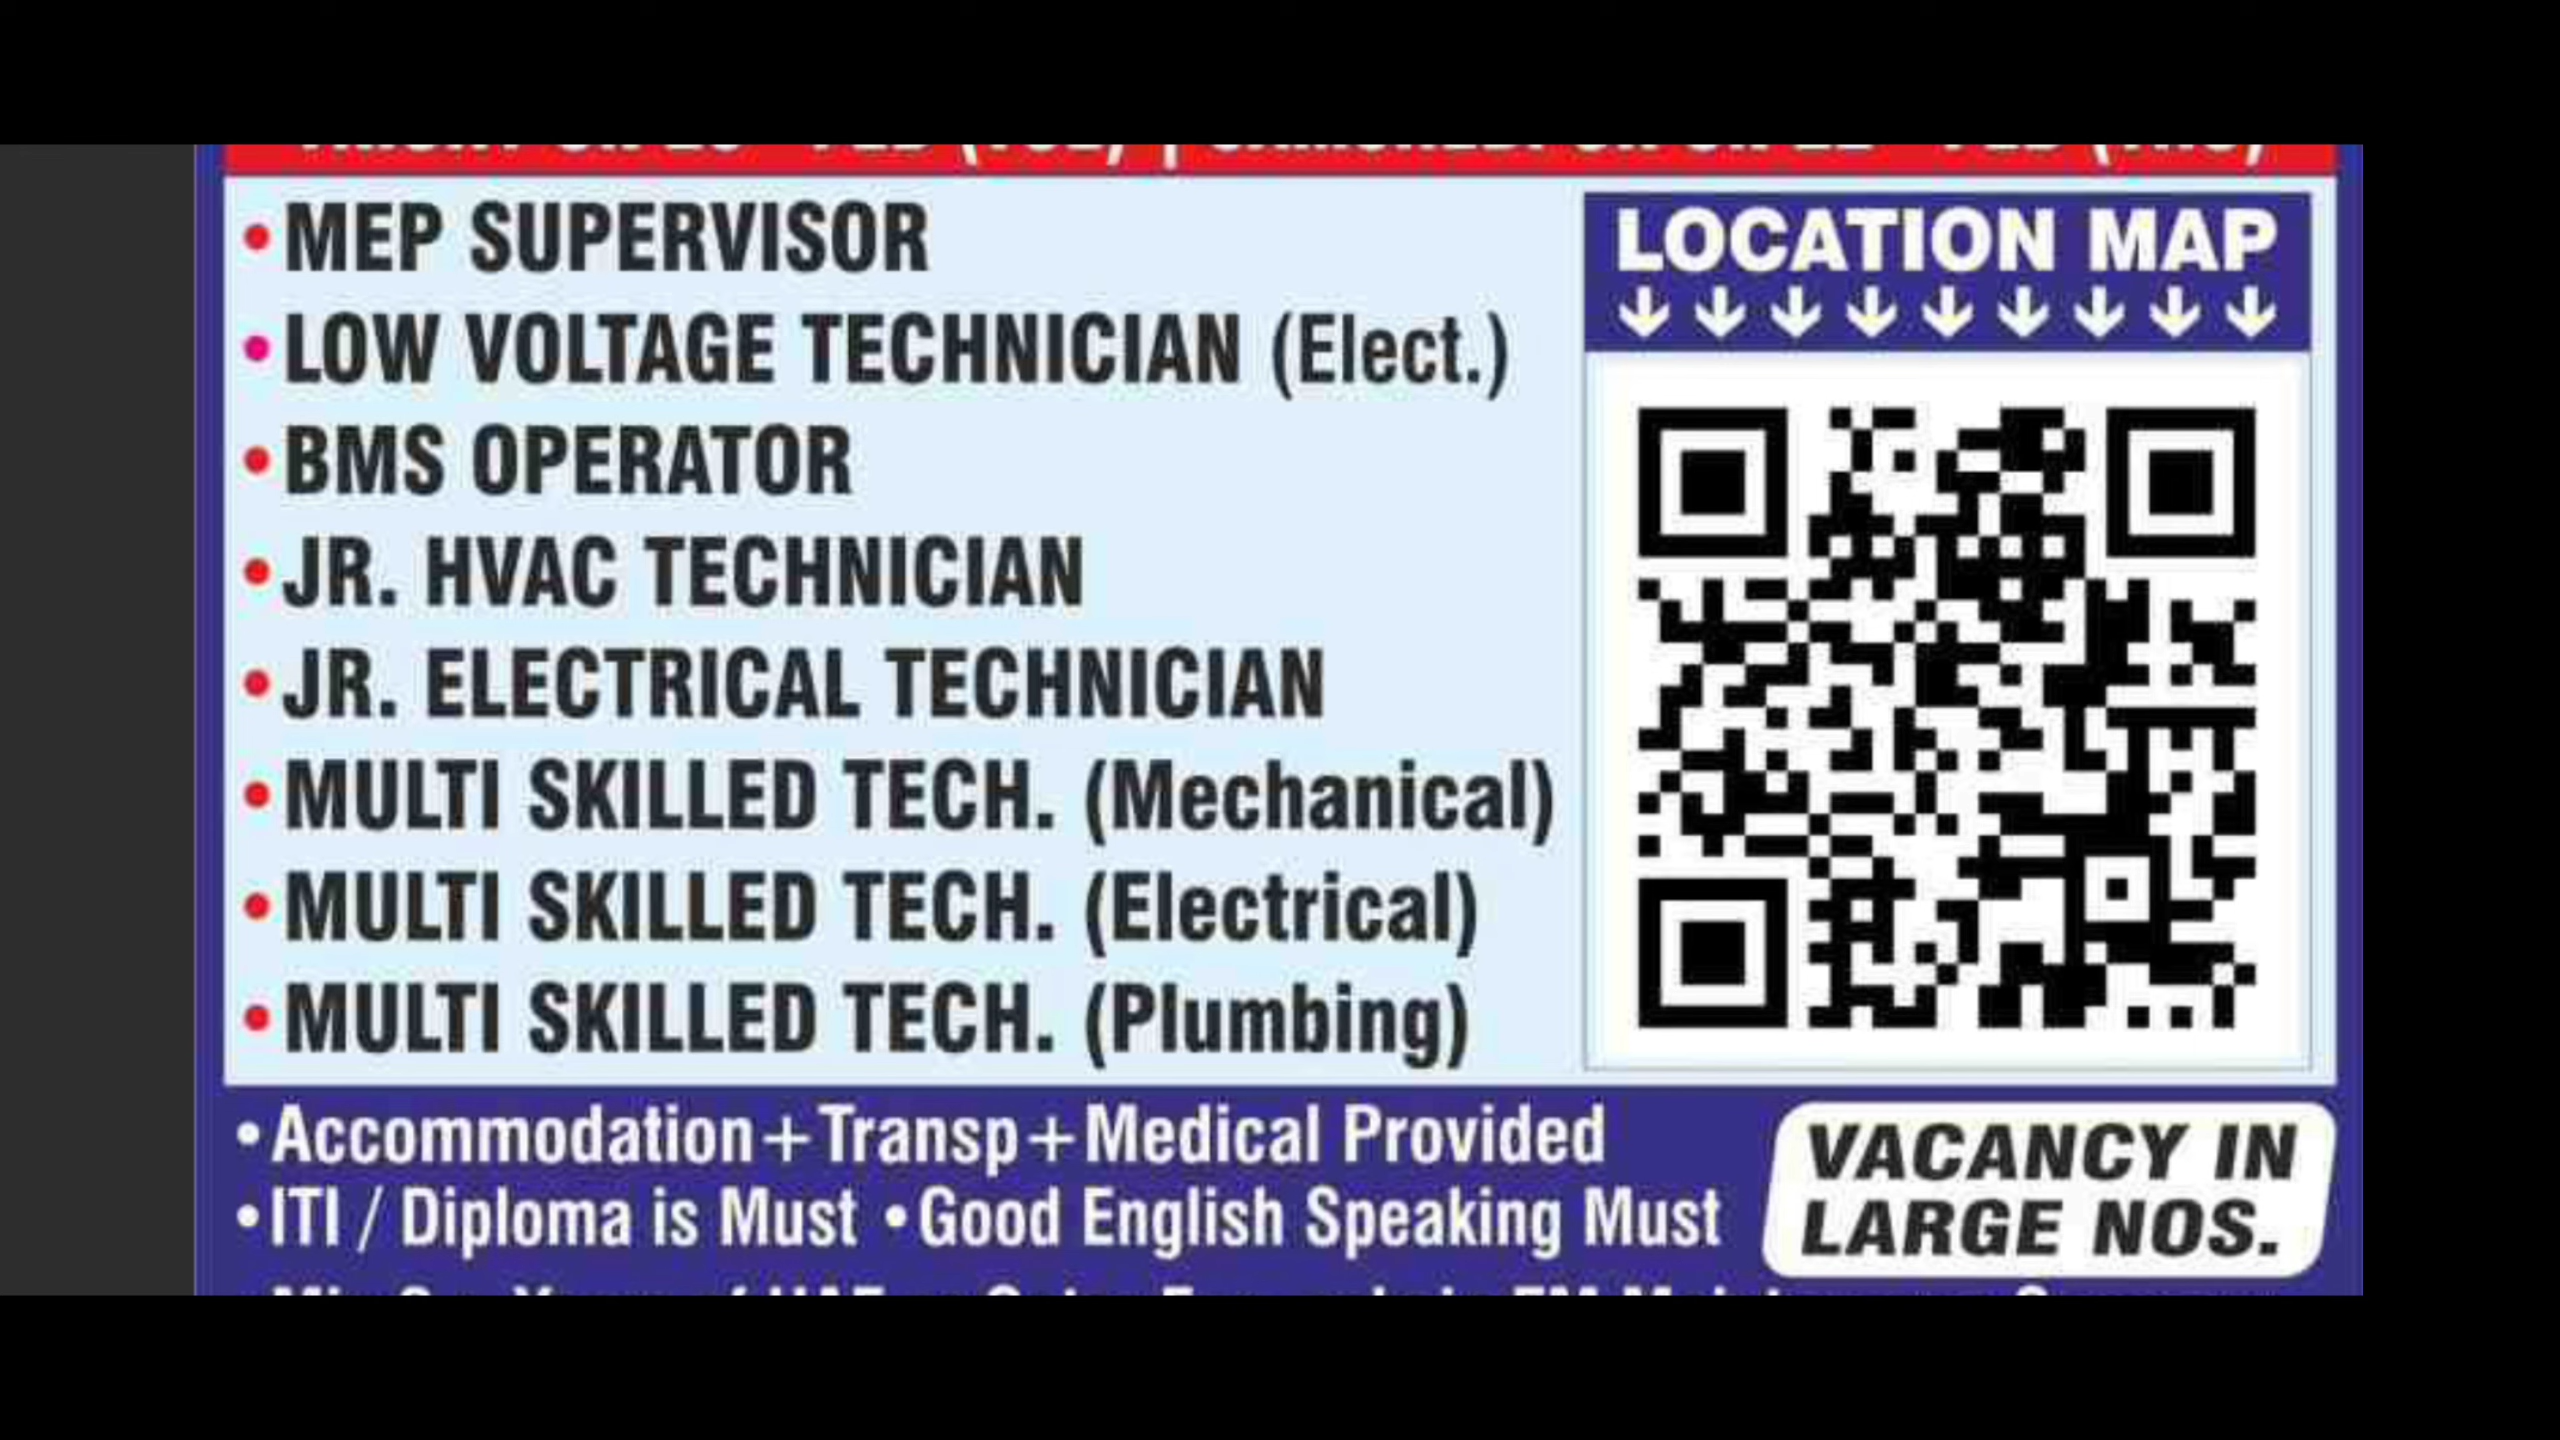 • MEP SUPERVISOR
• LOW VOLTAGE TECHNICIAN (Elect.)
• BMS OPERATOR
• JR. HVAC TECHNICIAN
• JR. ELECTRICAL TECHNICIAN
• MULTI SKILLED TECH. (Mechanical)
• MULTI SKILLED TECH. (Electrical)
• MULTI SKILLED TECH. (Plumbing)
LOCATION MAP
• Accommodation+Transp+Medical Provided
• ITI / Diploma is Must • Good English Speaking Must
VACANCY IN
LARGE NOS.